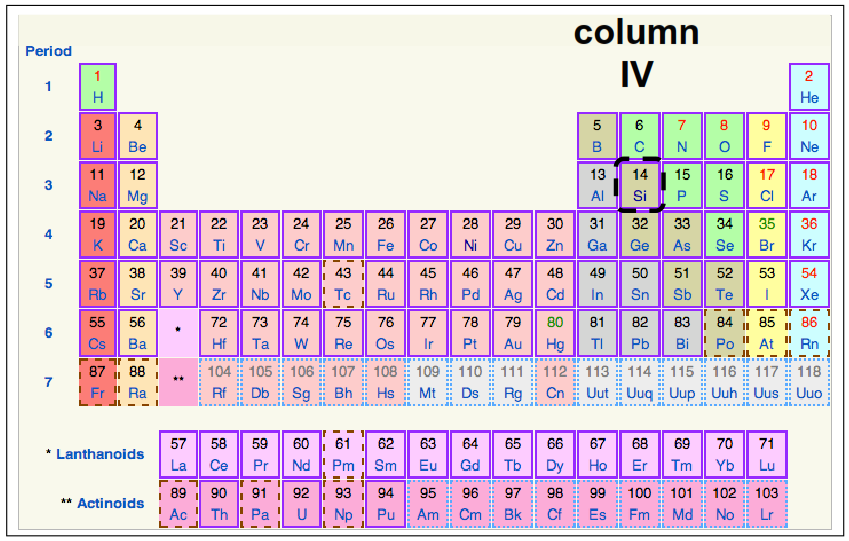 column
IV
Period
1 1 2
H He
2 3 4 5 6 7 8 9 10
Li Be B C N O F Ne
3 11 12 13 14 15 16 17 18
Na Mg Al Si P S Cl Ar
4 19 20 21 22 23 24 25 26 27 28 29 30 31 32 33 34 35 36
K Ca Sc Ti V Cr Mn Fe Co Ni Cu Zn Ga Ge As Se Br Kr
5 37 38 39 40 41 42 43 44 45 46 47 48 49 50 51 52 53 54
Rb Sr Y Zr Nb Mo Tc Ru Rh Pd Ag Cd In Sn Sb Te I Xe
6 55 56 * 72 73 74 75 76 77 78 79 80 81 82 83 84 85 86
Cs Ba Hf Ta W Re Os Ir Pt Au Hg Tl Pb Bi Po At Rn
7 87 88 ** 104 105 106 107 108 109 110 111 112 113 114 115 116 117 118
Fr Ra Rf Db Sg Bh Hs Mt Ds Rg Cn Uut Uuq Uup Uuh Uus Uuo
* Lanthanoids 57 58 59 60 61 62 63 64 65 66 67 68 69 70 71
La Ce Pr Nd Pm Sm Eu Gd Tb Dy Ho Er Tm Yb Lu
** Actinoids 89 90 91 92 93 94 95 96 97 98 99 100 101 102 103
Ac Th Pa U Np Pu Am Cm Bk Cf Es Fm Md No Lr